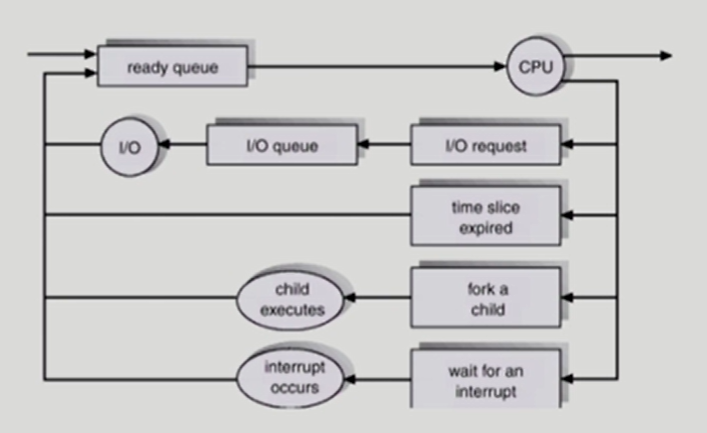 ready queue
CPU
I/O
I/O queue
I/O request
time slice
expired
child
executes
fork a
child
interrupt
occurs
wait for an
interrupt